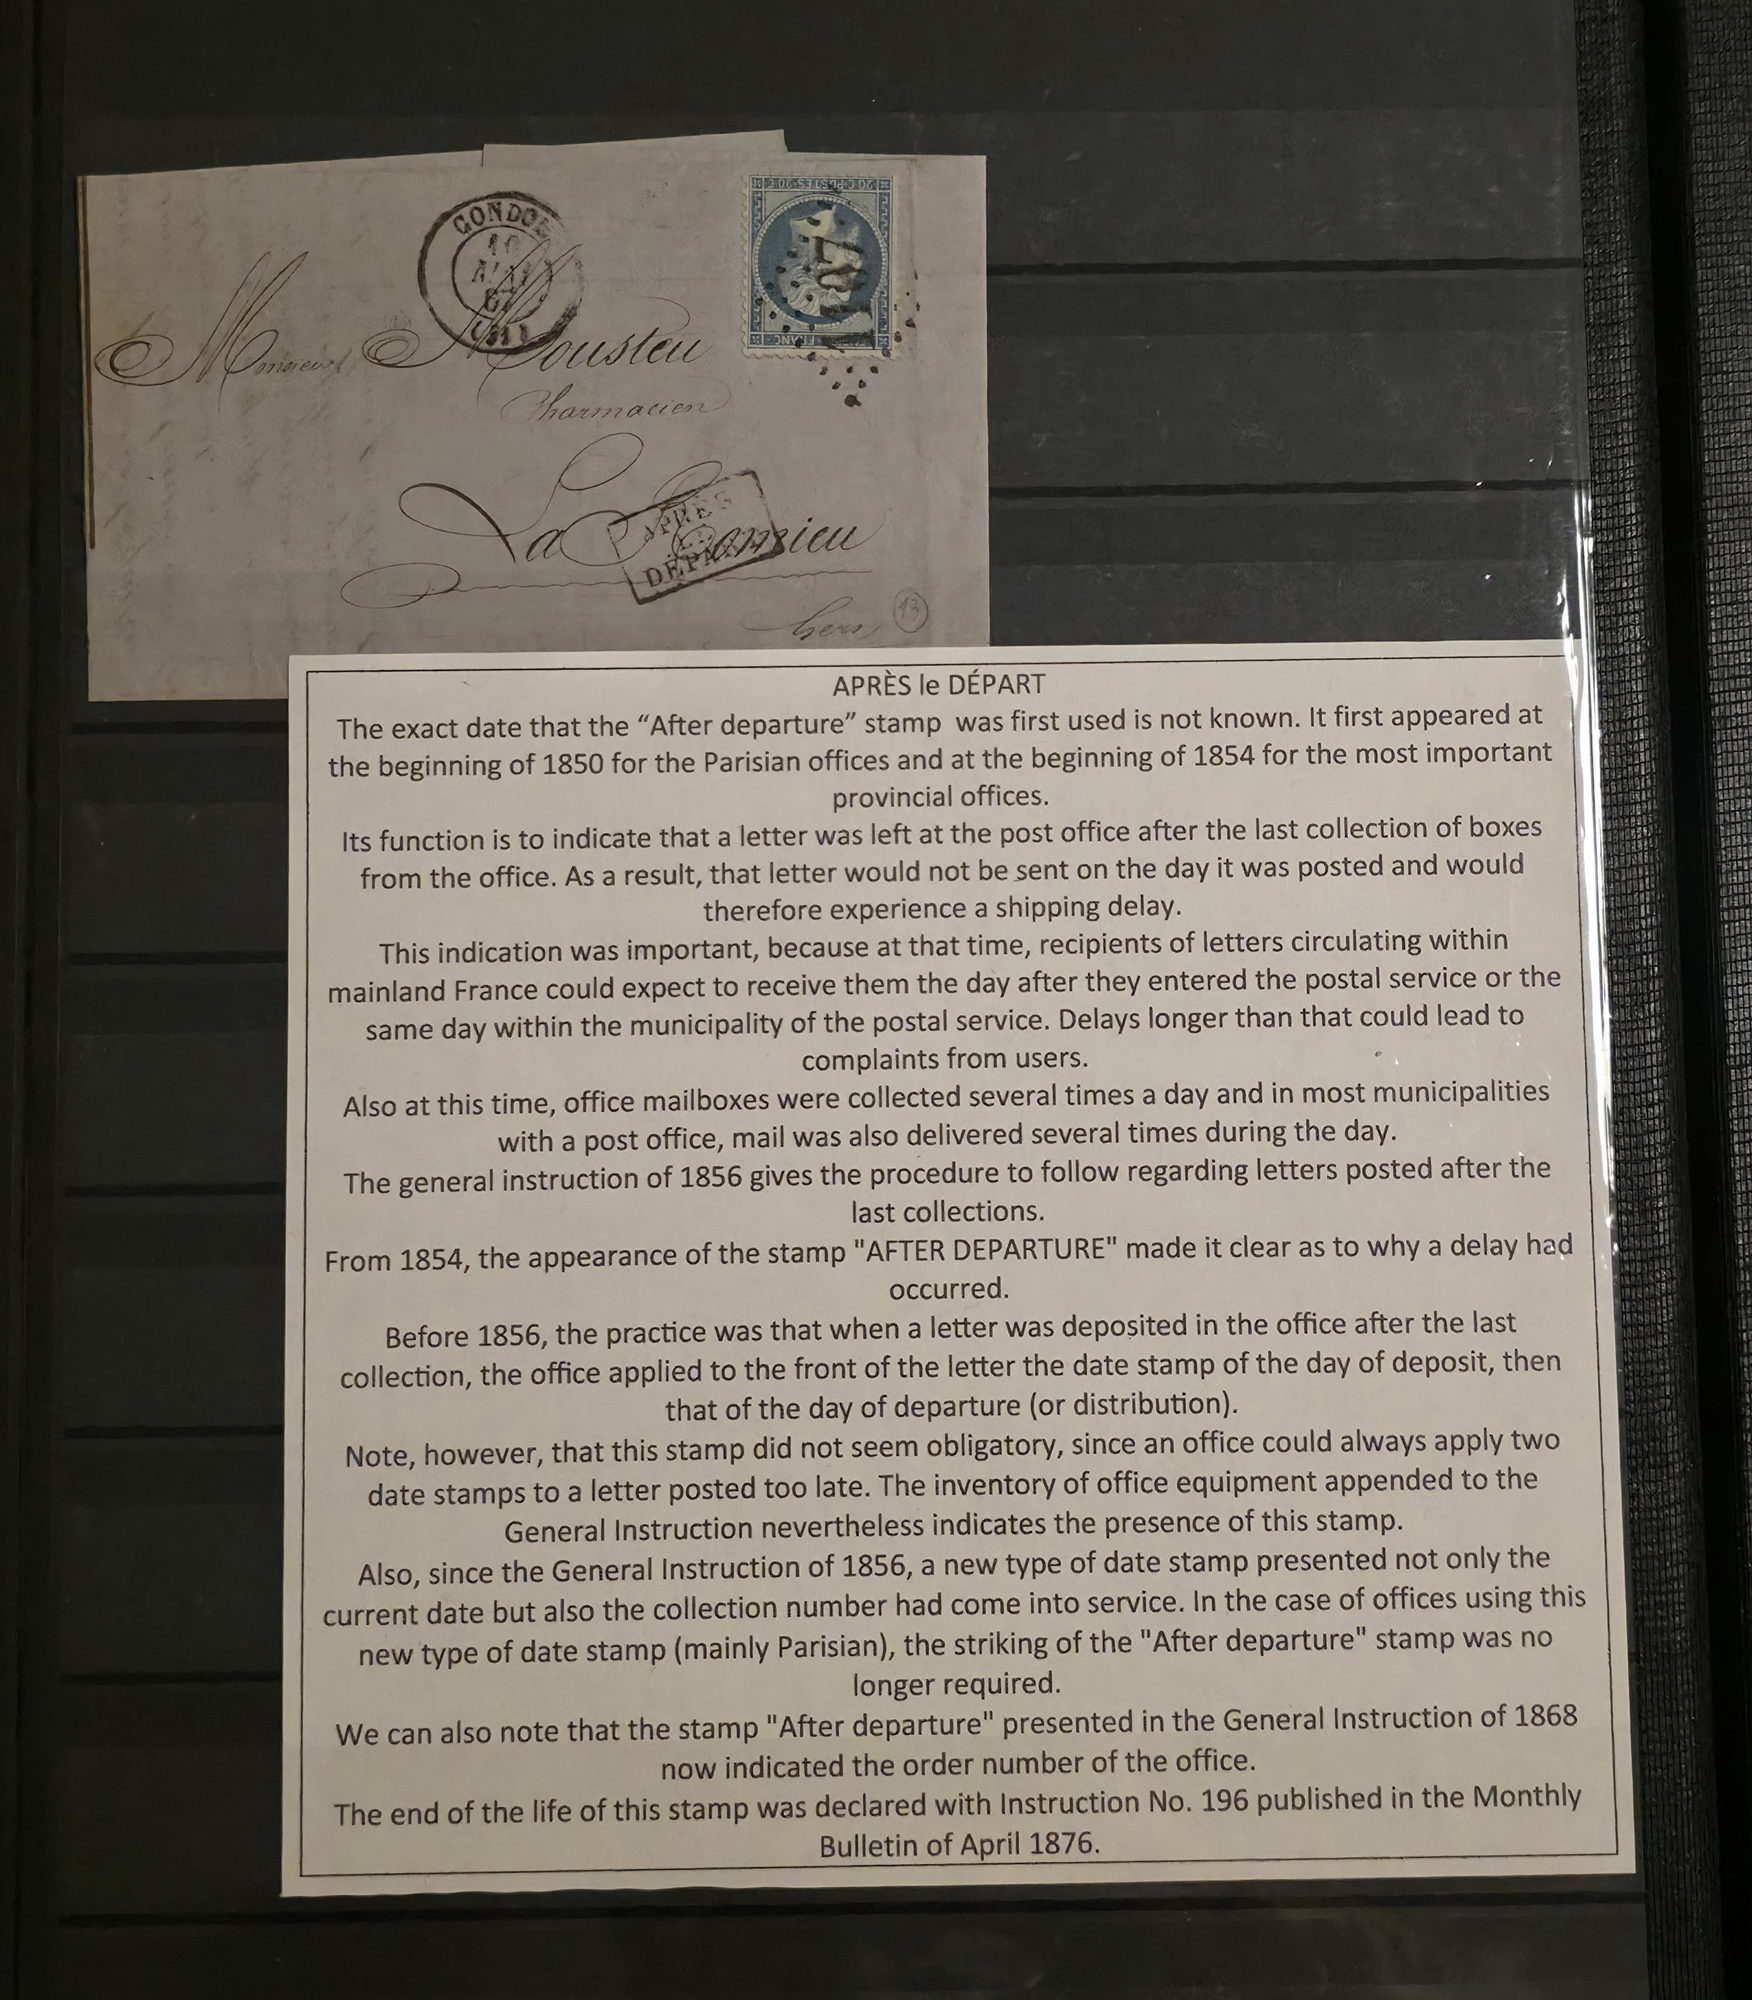 CONDOM
MAI
(31)
20 C POSTES 20 C
FRANC
Monsieur Mousteu
Pharmacien
La Romieu
APRÈS
LE
DÉPART
Gers
13
APRÈS le DÉPART
The exact date that the “After departure” stamp was first used is not known. It first appeared at
the beginning of 1850 for the Parisian offices and at the beginning of 1854 for the most important
provincial offices.
Its function is to indicate that a letter was left at the post office after the last collection of boxes
from the office. As a result, that letter would not be sent on the day it was posted and would
therefore experience a shipping delay.
This indication was important, because at that time, recipients of letters circulating within
mainland France could expect to receive them the day after they entered the postal service or the
same day within the municipality of the postal service. Delays longer than that could lead to
complaints from users.
Also at this time, office mailboxes were collected several times a day and in most municipalities
with a post office, mail was also delivered several times during the day.
The general instruction of 1856 gives the procedure to follow regarding letters posted after the
last collections.
From 1854, the appearance of the stamp "AFTER DEPARTURE" made it clear as to why a delay had
occurred.
Before 1856, the practice was that when a letter was deposited in the office after the last
collection, the office applied to the front of the letter the date stamp of the day of deposit, then
that of the day of departure (or distribution).
Note, however, that this stamp did not seem obligatory, since an office could always apply two
date stamps to a letter posted too late. The inventory of office equipment appended to the
General Instruction nevertheless indicates the presence of this stamp.
Also, since the General Instruction of 1856, a new type of date stamp presented not only the
current date but also the collection number had come into service. In the case of offices using this
new type of date stamp (mainly Parisian), the striking of the "After departure" stamp was no
longer required.
We can also note that the stamp "After departure" presented in the General Instruction of 1868
now indicated the order number of the office.
The end of the life of this stamp was declared with Instruction No. 196 published in the Monthly
Bulletin of April 1876.